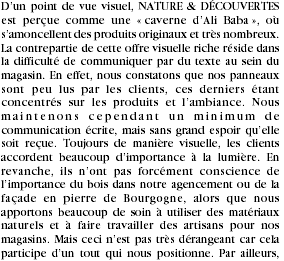 D'un point de vue visuel, NATURE & DÉCOUVERTES
est perçue comme une « caverne d'Ali Baba », où
s'amoncellent des produits originaux et très nombreux.
La contrepartie de cette offre visuelle riche réside dans
la difficulté de communiquer par du texte au sein du
magasin. En effet, nous constatons que nos panneaux
sont peu lus par les clients, ces derniers étant
concentrés sur les produits et l'ambiance. Nous
maintenons cependant un minimum de
communication écrite, mais sans grand espoir qu'elle
soit reçue. Toujours de manière visuelle, les clients
accordent beaucoup d'importance à la lumière. En
revanche, ils n'ont pas forcément conscience de
l'importance du bois dans notre agencement ou de la
façade en pierre de Bourgogne, alors que nous
apportons beaucoup de soin à utiliser des matériaux
naturels et à faire travailler des artisans pour nos
magasins. Mais ceci n'est pas très dérangeant car cela
participe d'un tout qui nous positionne. Par ailleurs,